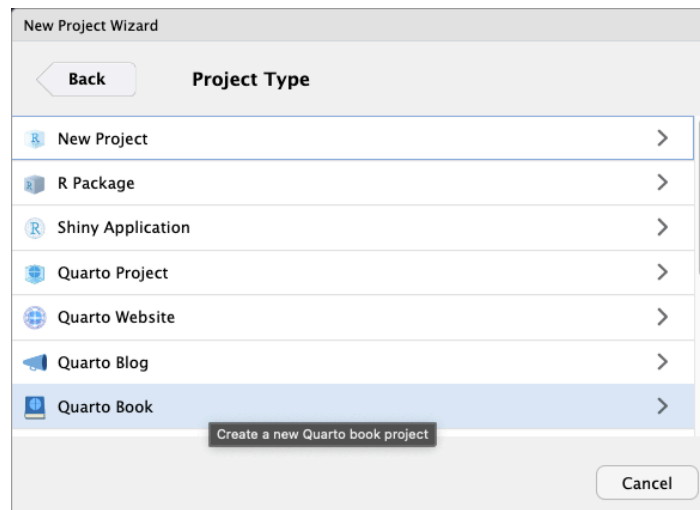 New Project Wizard
Back
Project Type
R New Project
R R Package
R Shiny Application
Quarto Project
Quarto Website
Quarto Blog
Quarto Book
Create a new Quarto book project
Cancel